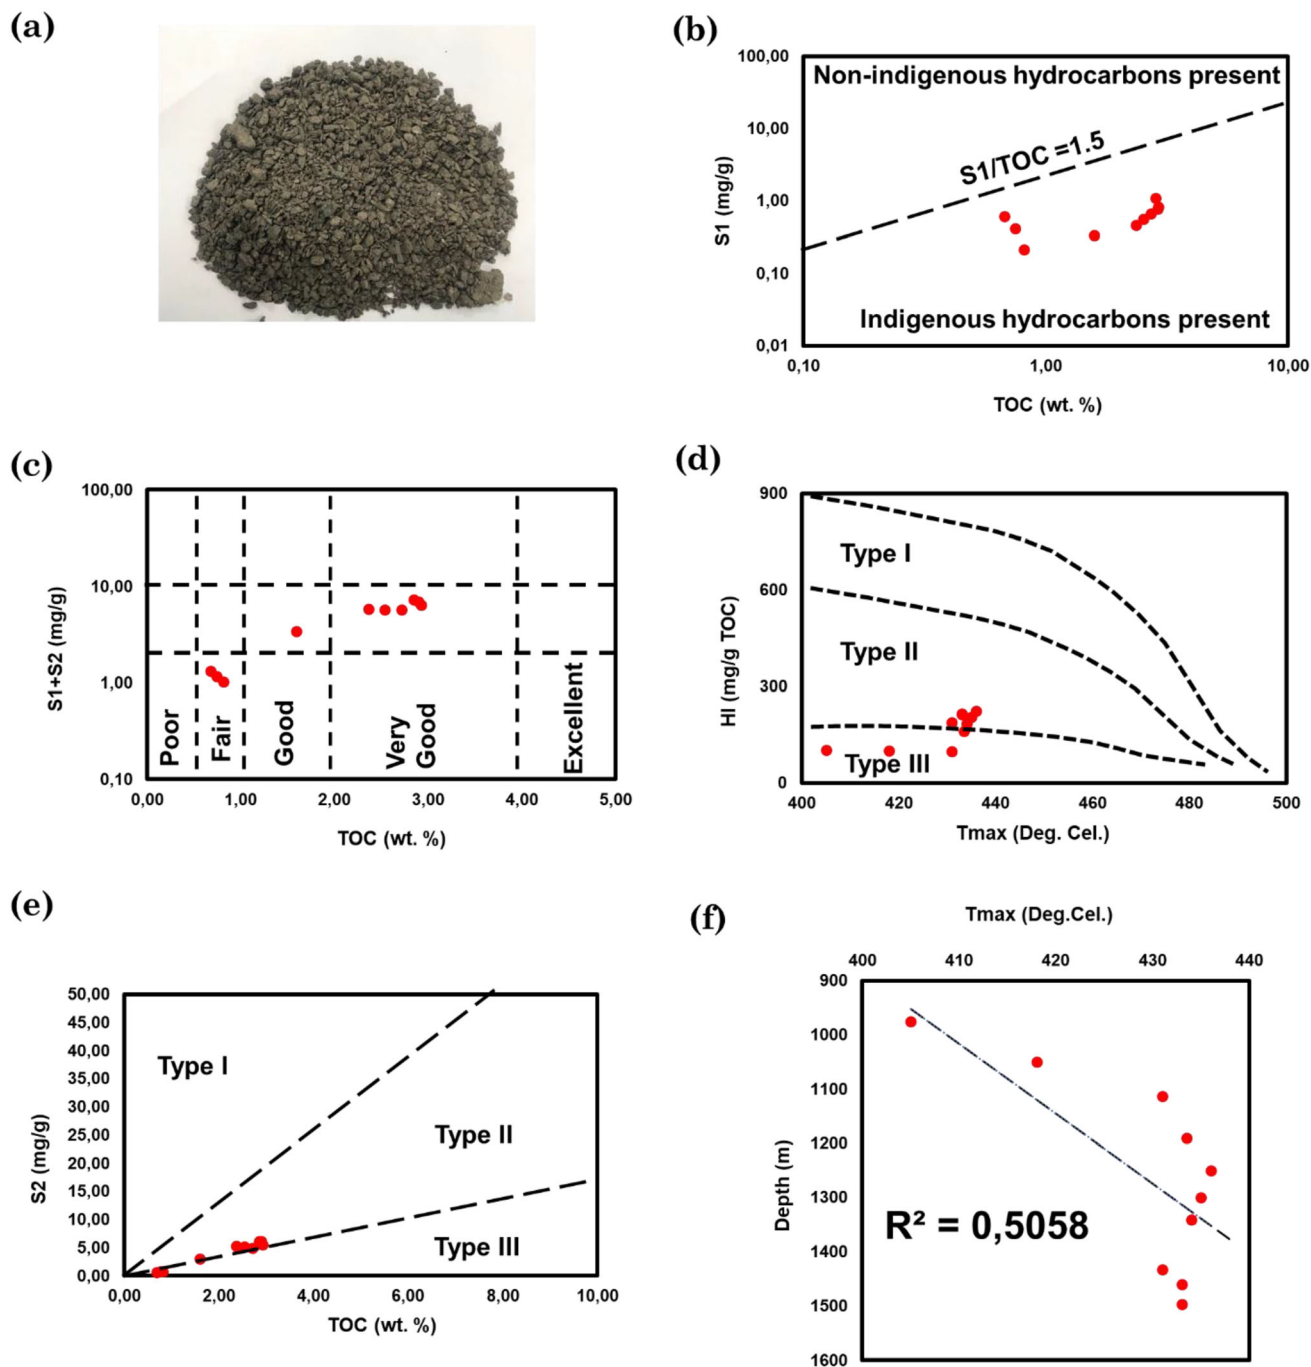 (a)
(b)
100,00
10,00
1,00
0,10
0,01
S1 (mg/g)
Non-indigenous hydrocarbons present
S1/TOC =1.5
Indigenous hydrocarbons present
0,10
1,00
10,00
TOC (wt. %)
(c)
100,00
10,00
1,00
0,10
S1+S2 (mg/g)
Poor
Fair
Good
Very
Good
Excellent
0,00
1,00
2,00
3,00
4,00
5,00
TOC (wt. %)
(d)
900
600
300
0
HI (mg/g TOC)
Type I
Type II
Type III
400
420
440
460
480
500
Tmax (Deg. Cel.)
(e)
50,00
45,00
40,00
35,00
30,00
25,00
20,00
15,00
10,00
5,00
0,00
S2 (mg/g)
Type I
Type II
Type III
0,00
2,00
4,00
6,00
8,00
10,00
TOC (wt. %)
(f)
Tmax (Deg.Cel.)
400
410
420
430
440
900
1000
1100
1200
1300
1400
1500
1600
Depth (m)
R² = 0,5058